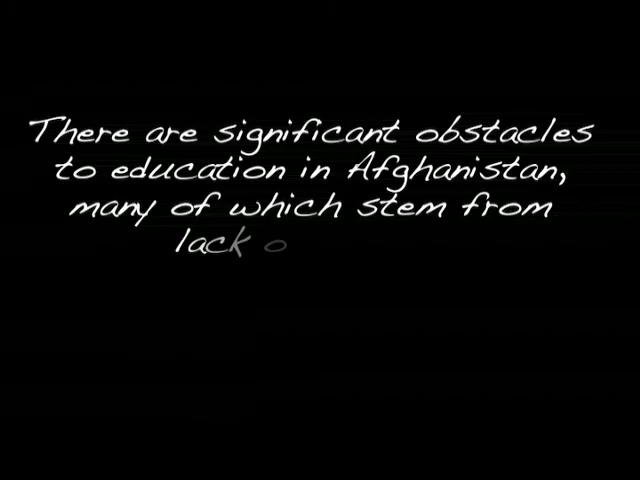 There are significant obstacles
to education in Afghanistan,
many of which stem from
lack o